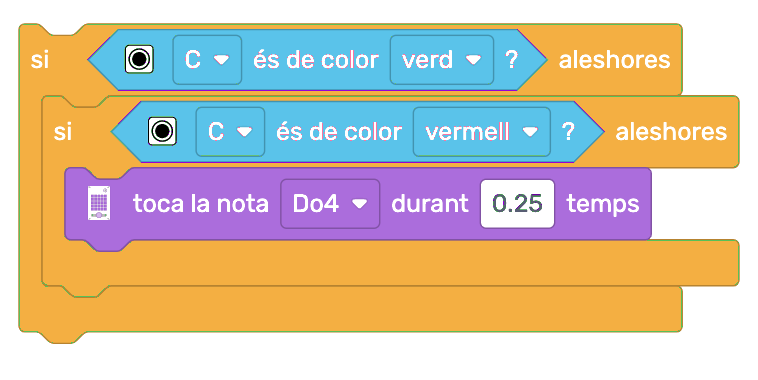 si C és de color verd ? aleshores
si C és de color vermell ? aleshores
toca la nota Do4 durant 0.25 temps